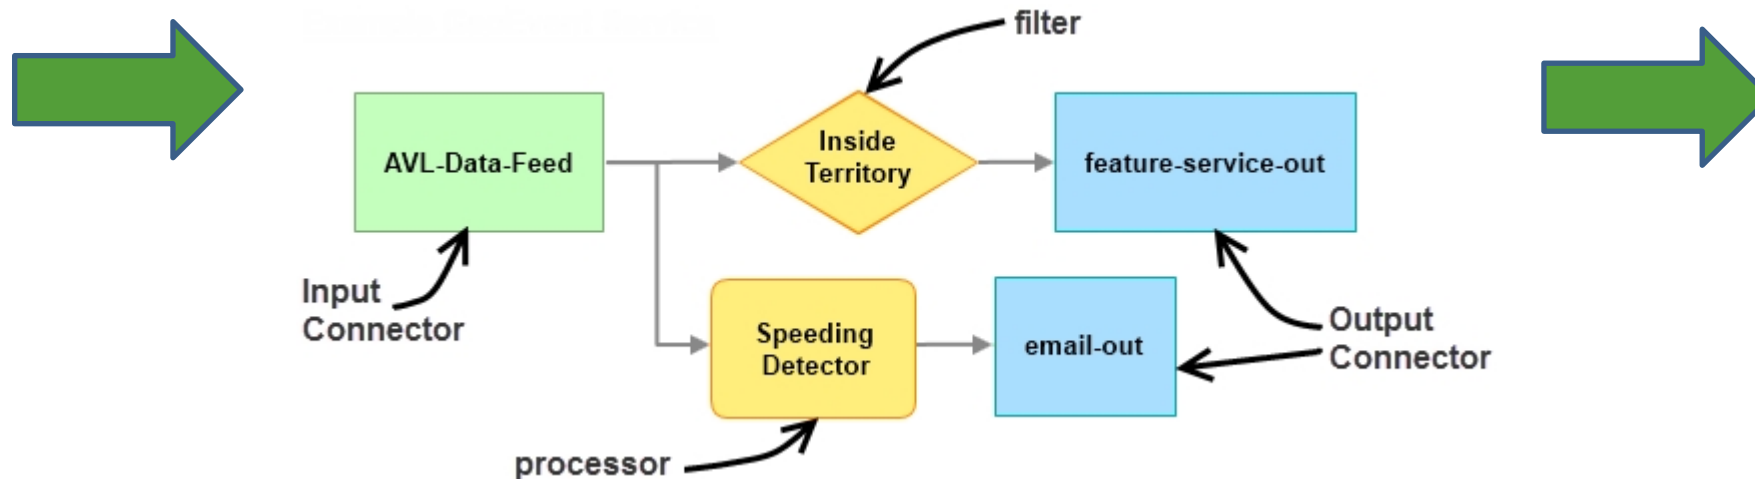 filter
AVL-Data-Feed
Inside
Territory
feature-service-out
Input
Connector
Speeding
Detector
email-out
Output
Connector
processor